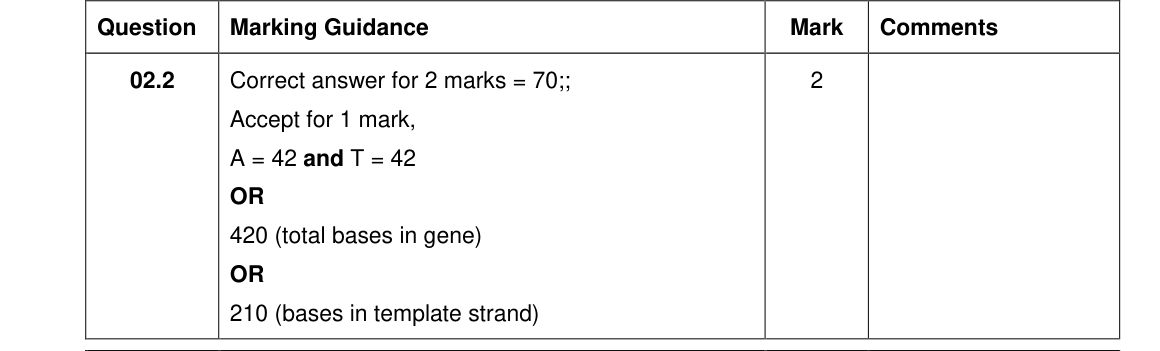 Question Marking Guidance Mark Comments
02.2 Correct answer for 2 marks = 70;; 2
Accept for 1 mark,
A = 42 and T = 42
OR
420 (total bases in gene)
OR
210 (bases in template strand)